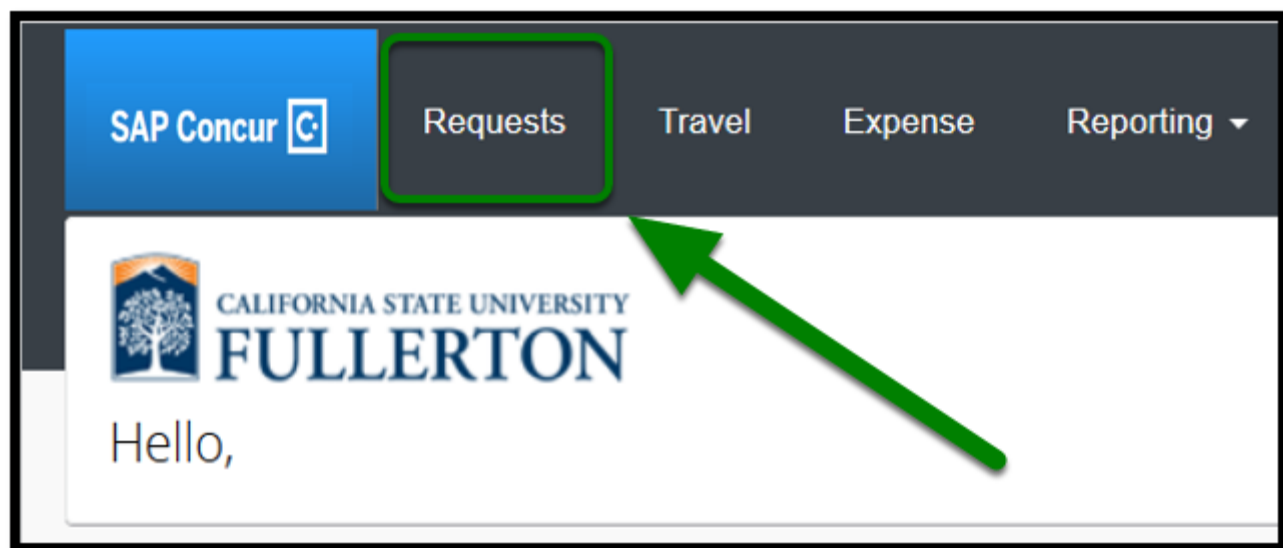 SAP Concur C Requests Travel Expense Reporting
CALIFORNIA STATE UNIVERSITY
FULLERTON
Hello,